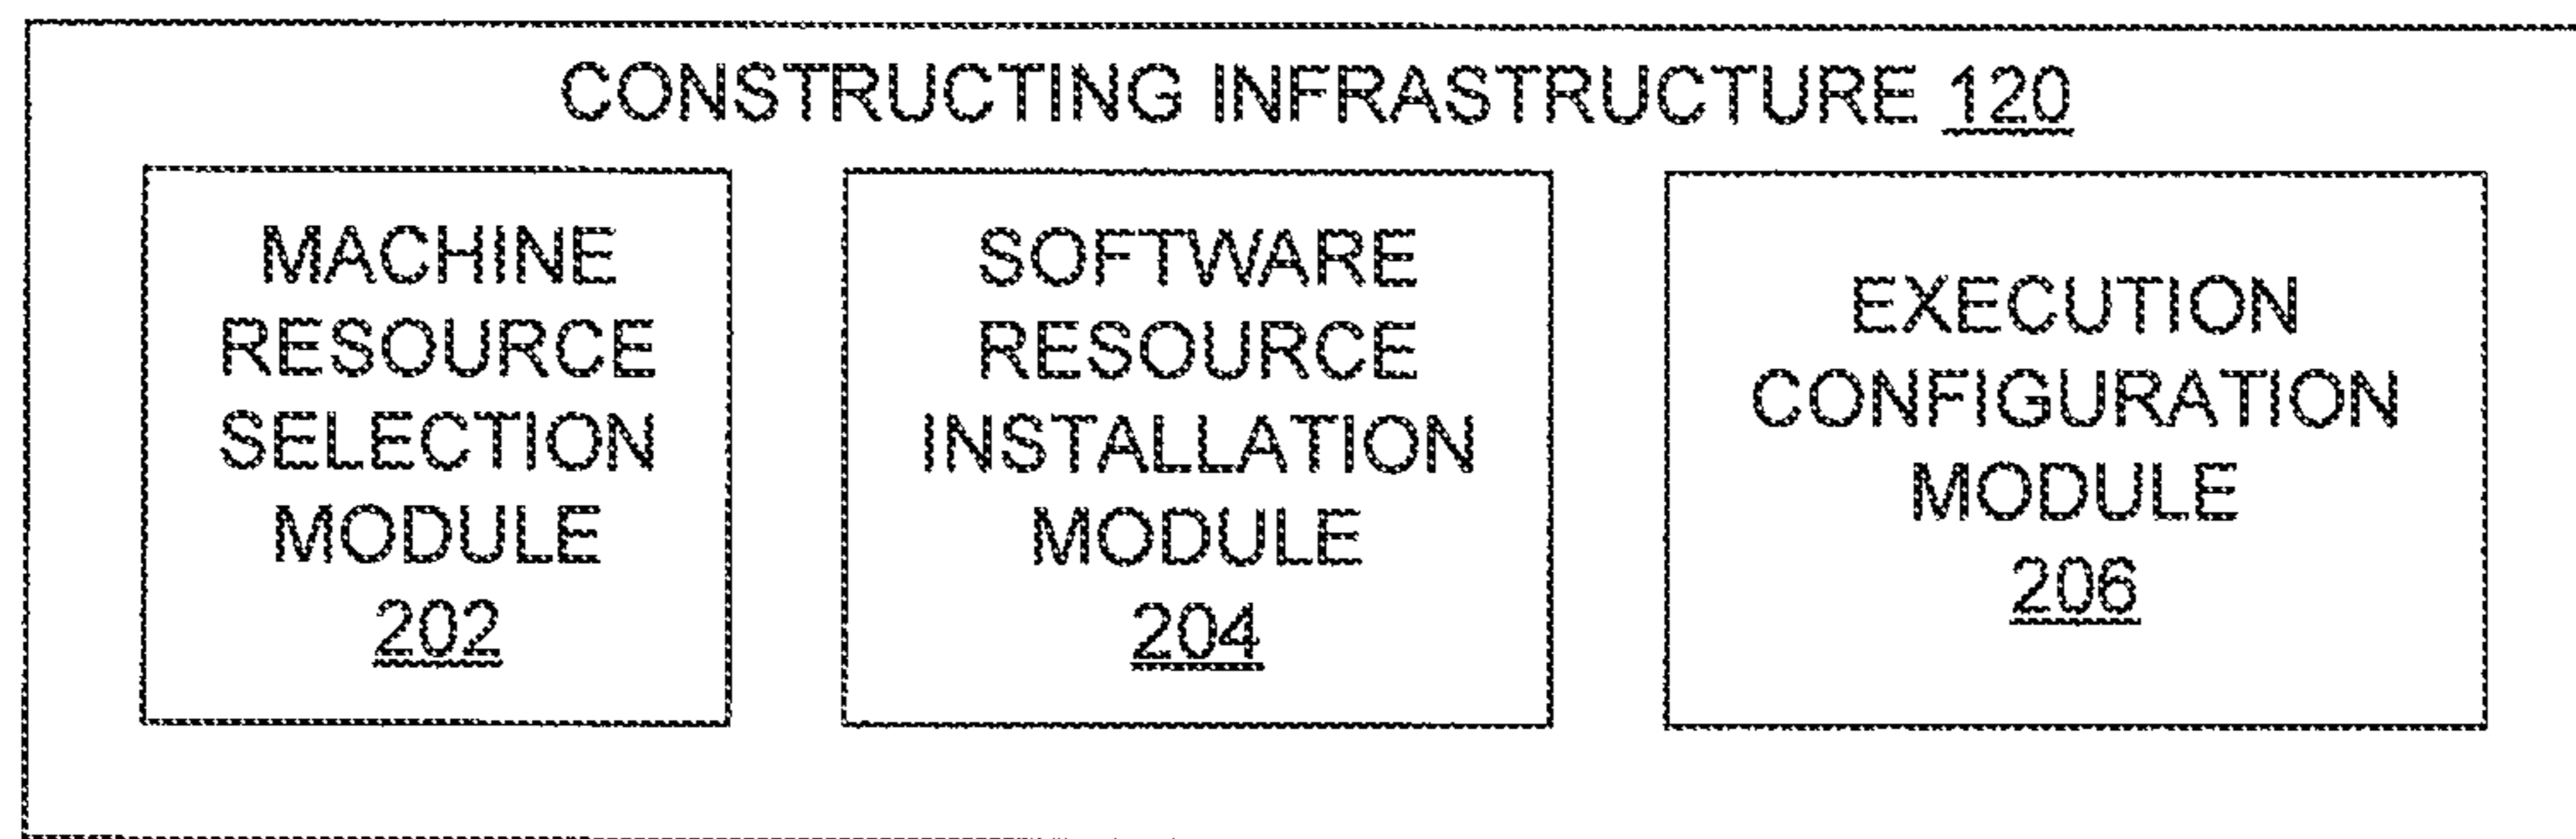 CONSTRUCTING INFRASTRUCTURE 120
MACHINE
RESOURCE
SELECTION
MODULE
202
SOFTWARE
RESOURCE
INSTALLATION
MODULE
204
EXECUTION
CONFIGURATION
MODULE
206